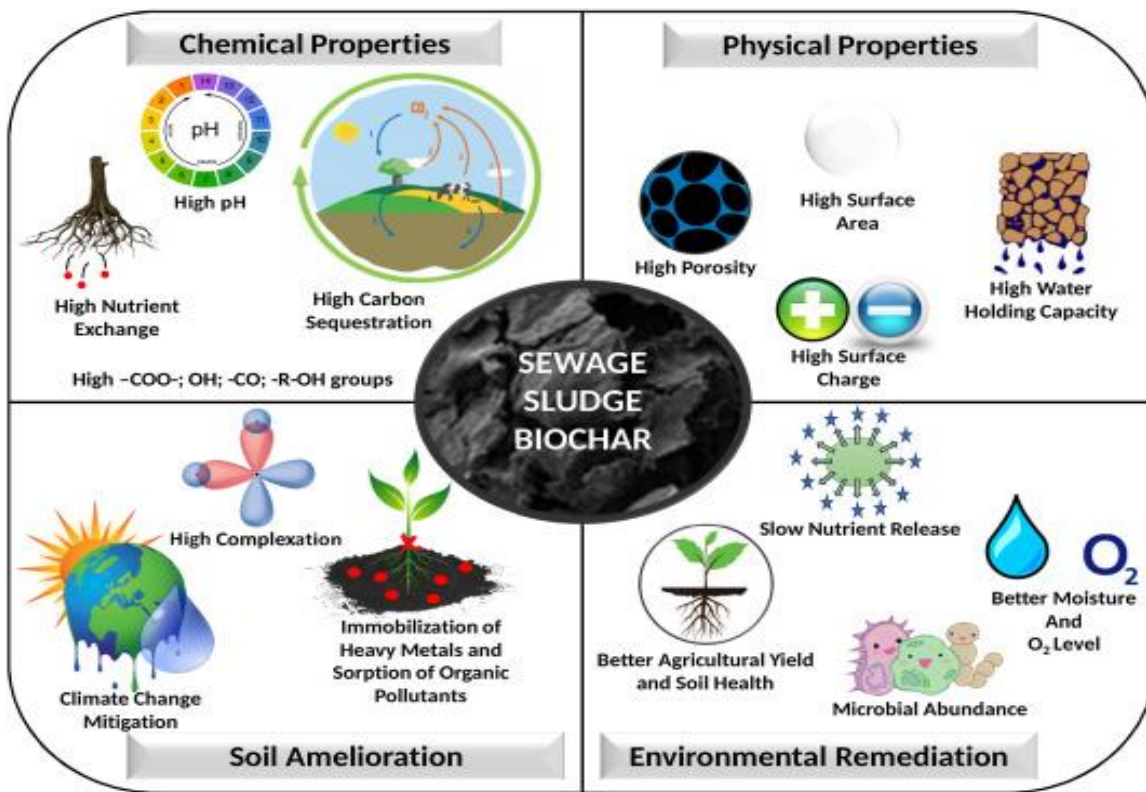 Chemical Properties
pH
High pH
CO2
High Nutrient
Exchange
High Carbon
Sequestration
High –COO-; OH; -CO; -R-OH groups
Physical Properties
High Surface
Area
High Porosity
High Water
Holding Capacity
High Surface
Charge
SEWAGE
SLUDGE
BIOCHAR
High Complexation
Immobilization of
Heavy Metals and
Sorption of Organic
Pollutants
Climate Change
Mitigation
Soil Amelioration
Slow Nutrient Release
O2
Better Moisture
And
O2 Level
Better Agricultural Yield
and Soil Health
Microbial Abundance
Environmental Remediation